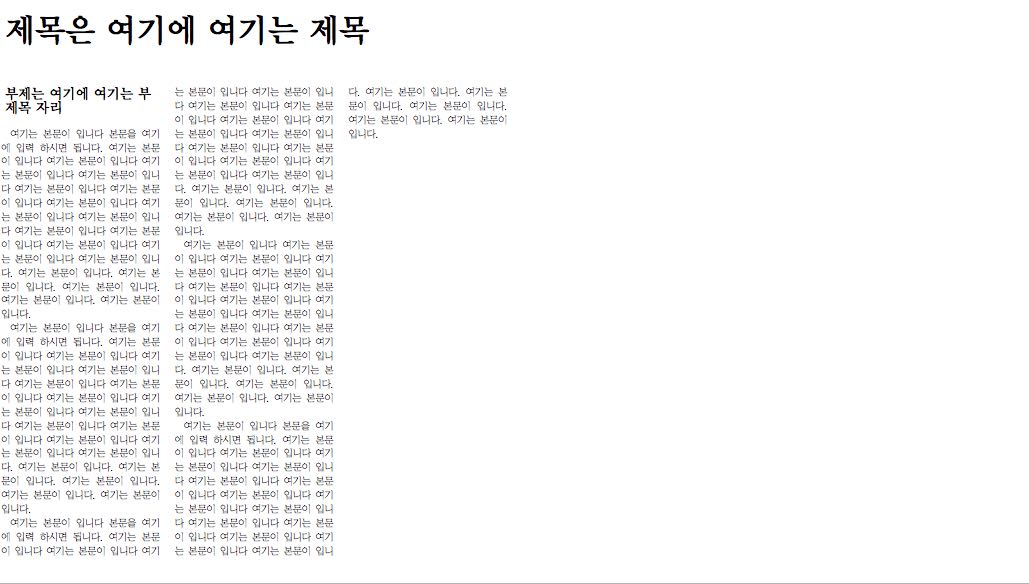 제목은 여기에 여기는 제목
부제는 여기에 여기는 부
제목 자리
여기는 본문이 입니다 본문을 여기
에 입력 하시면 됩니다. 여기는 본문
이 입니다 여기는 본문이 입니다 여기
는 본문이 입니다 여기는 본문이 입니
다 여기는 본문이 입니다 여기는 본문
이 입니다 여기는 본문이 입니다 여기
는 본문이 입니다 여기는 본문이 입니
다 여기는 본문이 입니다 여기는 본문
이 입니다 여기는 본문이 입니다 여기
는 본문이 입니다 여기는 본문이 입니
다. 여기는 본문이 입니다. 여기는 본
문이 입니다. 여기는 본문이 입니다.
여기는 본문이 입니다. 여기는 본문이
입니다.
여기는 본문이 입니다 본문을 여기
에 입력 하시면 됩니다. 여기는 본문
이 입니다 여기는 본문이 입니다 여기
는 본문이 입니다 여기는 본문이 입니
다 여기는 본문이 입니다 여기는 본문
이 입니다 여기는 본문이 입니다 여기
는 본문이 입니다 여기는 본문이 입니
다 여기는 본문이 입니다 여기는 본문
이 입니다 여기는 본문이 입니다 여기
는 본문이 입니다 여기는 본문이 입니
다. 여기는 본문이 입니다. 여기는 본
문이 입니다. 여기는 본문이 입니다.
여기는 본문이 입니다. 여기는 본문이
입니다.
여기는 본문이 입니다 본문을 여기
에 입력 하시면 됩니다. 여기는 본문
이 입니다 여기는 본문이 입니다 여기
는 본문이 입니다 여기는 본문이 입니
다 여기는 본문이 입니다 여기는 본문
이 입니다 여기는 본문이 입니다 여기
는 본문이 입니다 여기는 본문이 입니
다 여기는 본문이 입니다 여기는 본문
이 입니다 여기는 본문이 입니다 여기
는 본문이 입니다 여기는 본문이 입니
다. 여기는 본문이 입니다. 여기는 본
문이 입니다. 여기는 본문이 입니다.
여기는 본문이 입니다. 여기는 본문이
입니다.
여기는 본문이 입니다 여기는 본문
이 입니다 여기는 본문이 입니다 여기
는 본문이 입니다 여기는 본문이 입니
다 여기는 본문이 입니다 여기는 본문
이 입니다 여기는 본문이 입니다 여기
는 본문이 입니다 여기는 본문이 입니
다 여기는 본문이 입니다 여기는 본문
이 입니다 여기는 본문이 입니다 여기
는 본문이 입니다 여기는 본문이 입니
다. 여기는 본문이 입니다. 여기는 본
문이 입니다. 여기는 본문이 입니다.
여기는 본문이 입니다. 여기는 본문이
입니다.
여기는 본문이 입니다 본문을 여기
에 입력 하시면 됩니다. 여기는 본문
이 입니다 여기는 본문이 입니다 여기
는 본문이 입니다 여기는 본문이 입니
다 여기는 본문이 입니다 여기는 본문
이 입니다 여기는 본문이 입니다 여기
는 본문이 입니다 여기는 본문이 입니
다 여기는 본문이 입니다 여기는 본문
이 입니다 여기는 본문이 입니다 여기
는 본문이 입니다 여기는 본문이 입니
다. 여기는 본문이 입니다. 여기는 본
문이 입니다. 여기는 본문이 입니다.
여기는 본문이 입니다. 여기는 본문이
입니다.